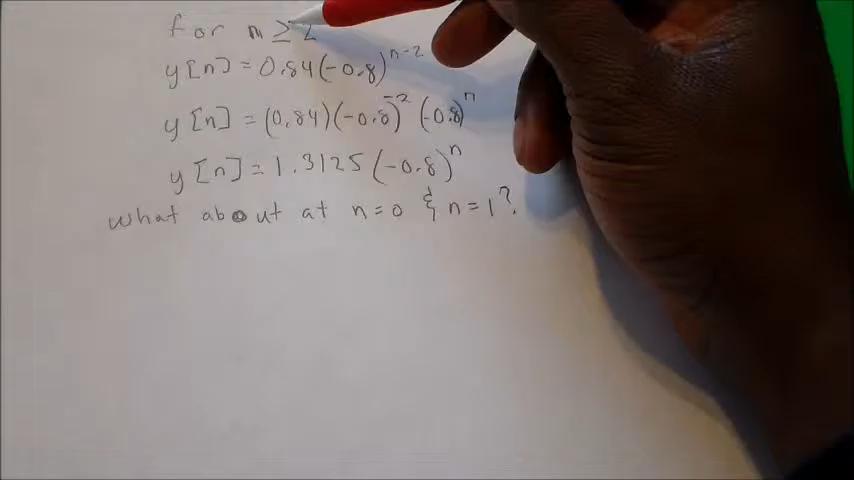 for n ≥ 2
y[n] = 0.84(-0.8)^n-2
y[n] = (0.84)(-0.8)^-2 (-0.8)^n
y[n] = 1.3125(-0.8)^n
what about at n=0 & n=1?